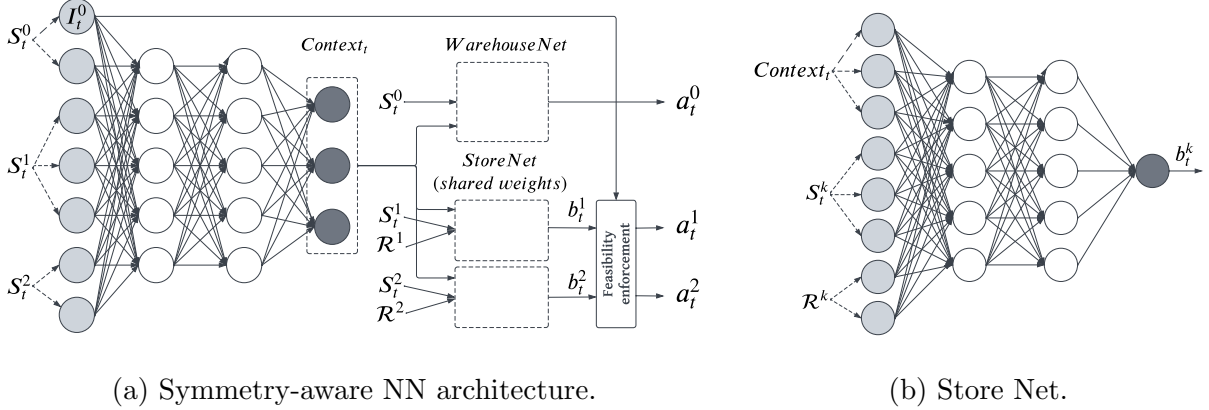 I_t^0
S_t^0
S_t^1
S_t^2
Context_t
WarehouseNet
S_t^0
a_t^0
StoreNet
(shared weights)
S_t^1
R^1
b_t^1
a_t^1
S_t^2
R^2
b_t^2
a_t^2
Feasibility
enforcement
(a) Symmetry-aware NN architecture.
Context_t
S_t^k
R^k
b_t^k
(b) Store Net.